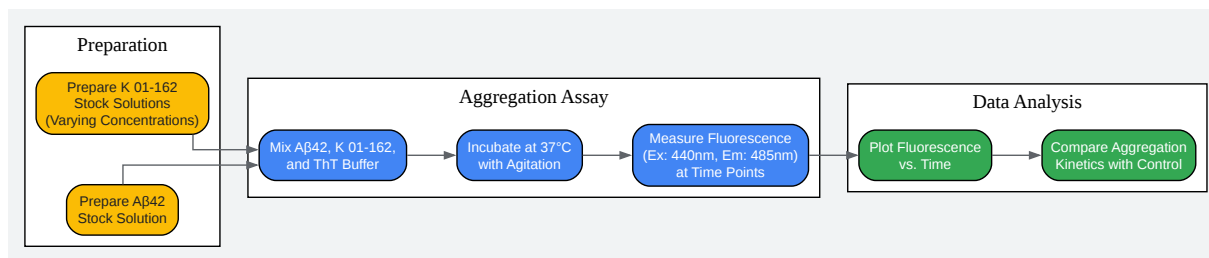 Preparation
Prepare K 01-162
Stock Solutions
(Varying Concentrations)
Prepare Aβ42
Stock Solution
Aggregation Assay
Mix Aβ42, K 01-162,
and ThT Buffer
Incubate at 37°C
with Agitation
Measure Fluorescence
(Ex: 440nm, Em: 485nm)
at Time Points
Data Analysis
Plot Fluorescence
vs. Time
Compare Aggregation
Kinetics with Control